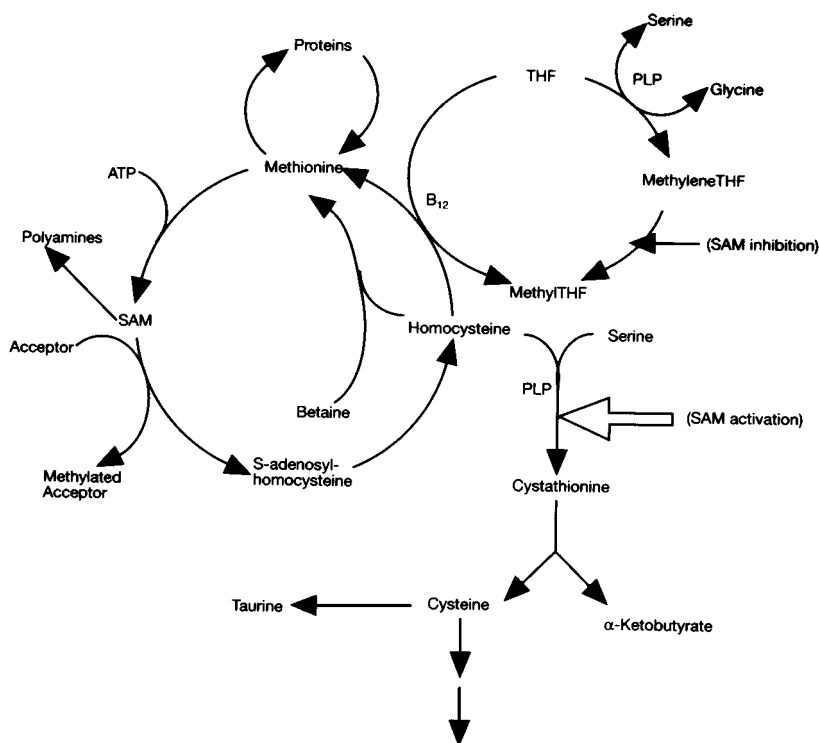 Serine
Proteins
PLP
THF
Glycine
Methionine
ATP
MethyleneTHF
B12
Polyamines
(SAM inhibition)
MethylTHF
SAM
Acceptor
Homocysteine
Serine
PLP
Betaine
(SAM activation)
S-adenosyl-
homocysteine
Methylated
Acceptor
Cystathionine
Taurine
Cysteine
α-Ketobutyrate